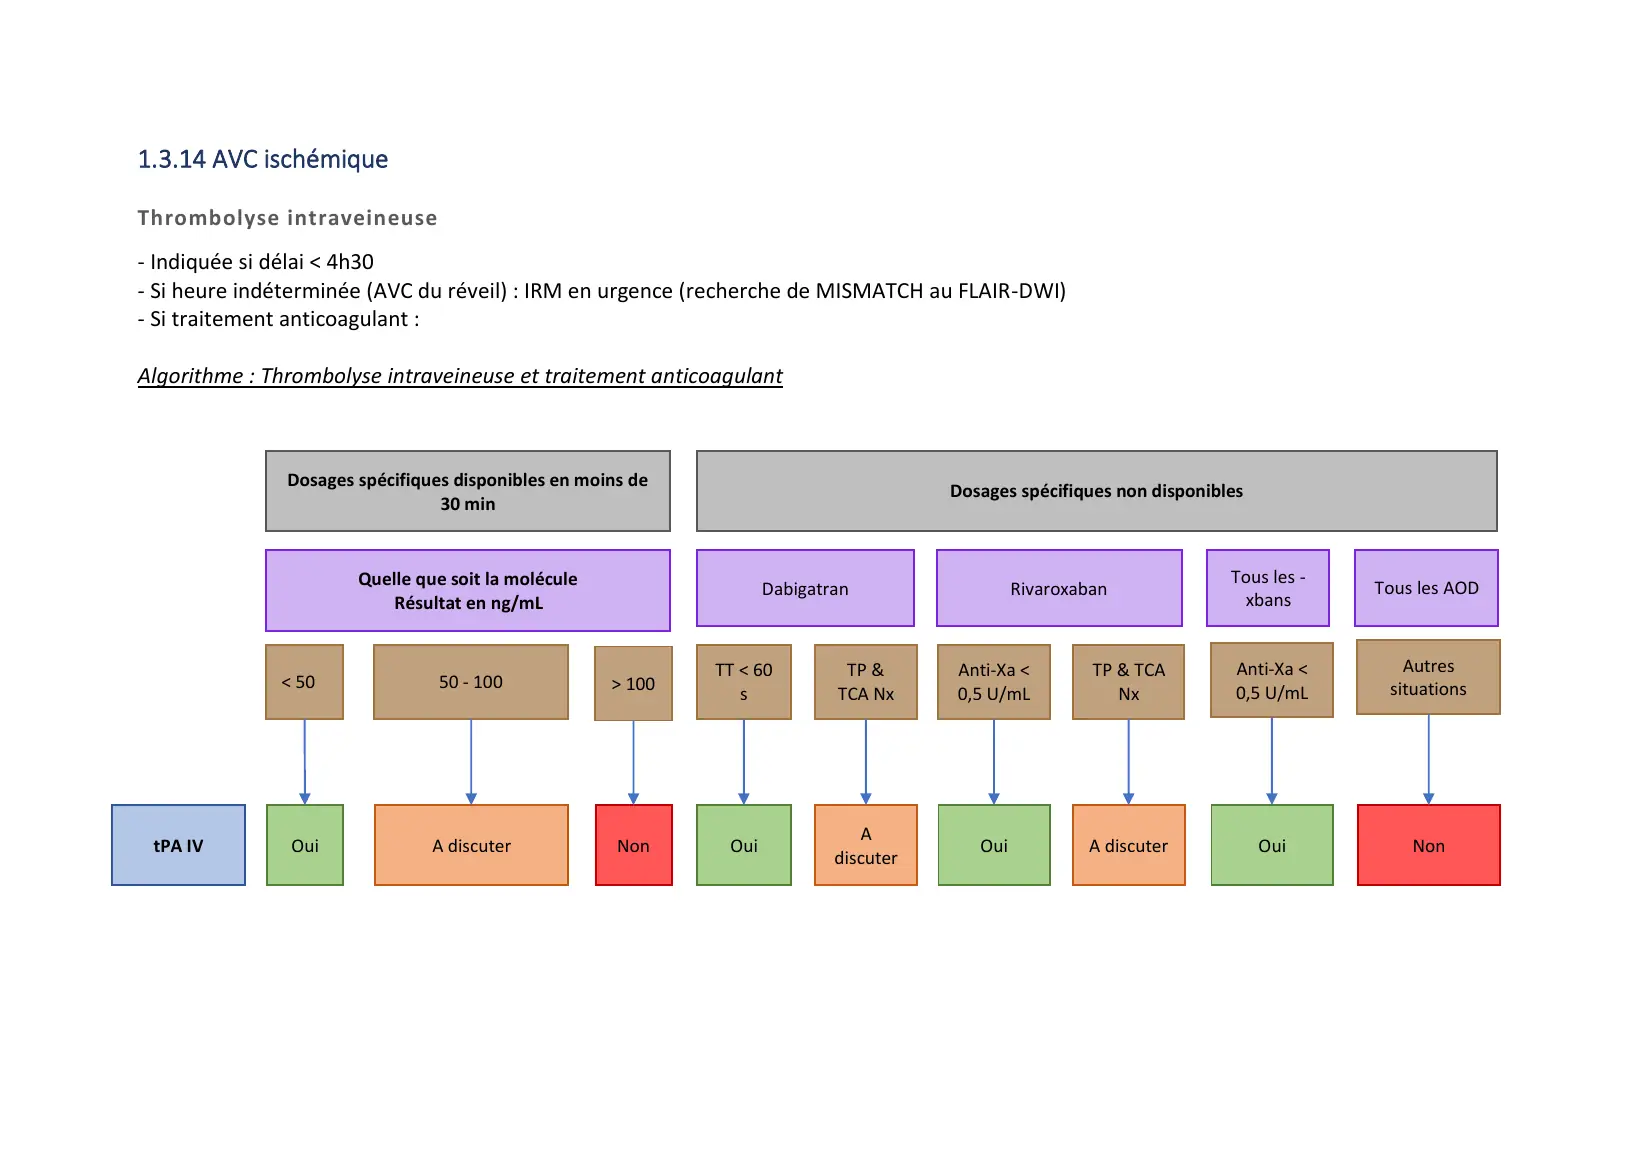 1.3.14 AVC ischémique
Thrombolyse intraveineuse
- Indiquée si délai < 4h30
- Si heure indéterminée (AVC du réveil) : IRM en urgence (recherche de MISMATCH au FLAIR-DWI)
- Si traitement anticoagulant :
Algorithme : Thrombolyse intraveineuse et traitement anticoagulant
Dosages spécifiques disponibles en moins de
30 min
Dosages spécifiques non disponibles
Quelle que soit la molécule
Résultat en ng/mL
Dabigatran
Rivaroxaban
Tous les -
xbans
Tous les AOD
< 50
50 - 100
> 100
TT < 60
s
TP &
TCA Nx
Anti-Xa <
0,5 U/mL
TP & TCA
Nx
Anti-Xa <
0,5 U/mL
Autres
situations
tPA IV
Oui
A discuter
Non
Oui
A
discuter
Oui
A discuter
Oui
Non